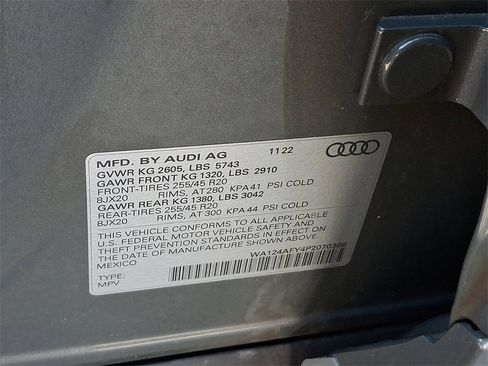 MFD. BY AUDI AG 11 22
GVWR KG 2605, LBS 5743
GAWR FRONT KG 1320, LBS 2910
FRONT-TIRES 255/45 R20
8JX20 RIMS, AT 280 KPA 41 PSI COLD
GAWR REAR KG 1380, LBS 3042
REAR-TIRES 255/45 R20
8JX20 RIMS, AT 300 KPA 44 PSI COLD
THIS VEHICLE CONFORMS TO ALL APPLICABLE
U.S. FEDERAL MOTOR VEHICLE SAFETY AND
THEFT PREVENTION STANDARDS IN EFFECT ON
THE DATE OF MANUFACTURE SHOWN ABOVE
MEXICO
WA124AFY4P2070366
TYPE:
MPV